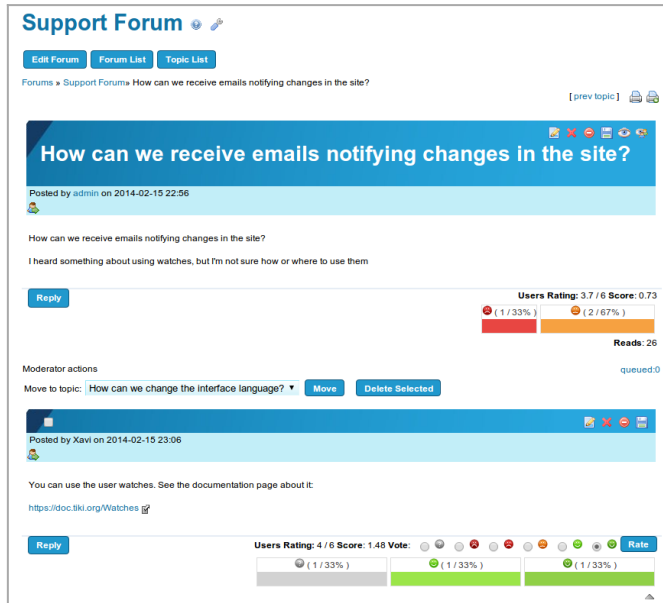 Support Forum
Edit Forum Forum List Topic List
Forums » Support Forum» How can we receive emails notifying changes in the site?
[ prev topic ]
How can we receive emails notifying changes in the site?
Posted by admin on 2014-02-15 22:56
How can we receive emails notifying changes in the site?
I heard something about using watches, but I'm not sure how or where to use them
Reply
Users Rating: 3.7 / 6 Score: 0.73
( 1 / 33% ) ( 2 / 67% )
Reads: 26
Moderator actions queued:0
Move to topic: How can we change the interface language? Move Delete Selected
Posted by Xavi on 2014-02-15 23:06
You can use the user watches. See the documentation page about it:
https://doc.tiki.org/Watches
Reply Users Rating: 4 / 6 Score: 1.48 Vote: Rate
( 1 / 33% ) ( 1 / 33% ) ( 1 / 33% )